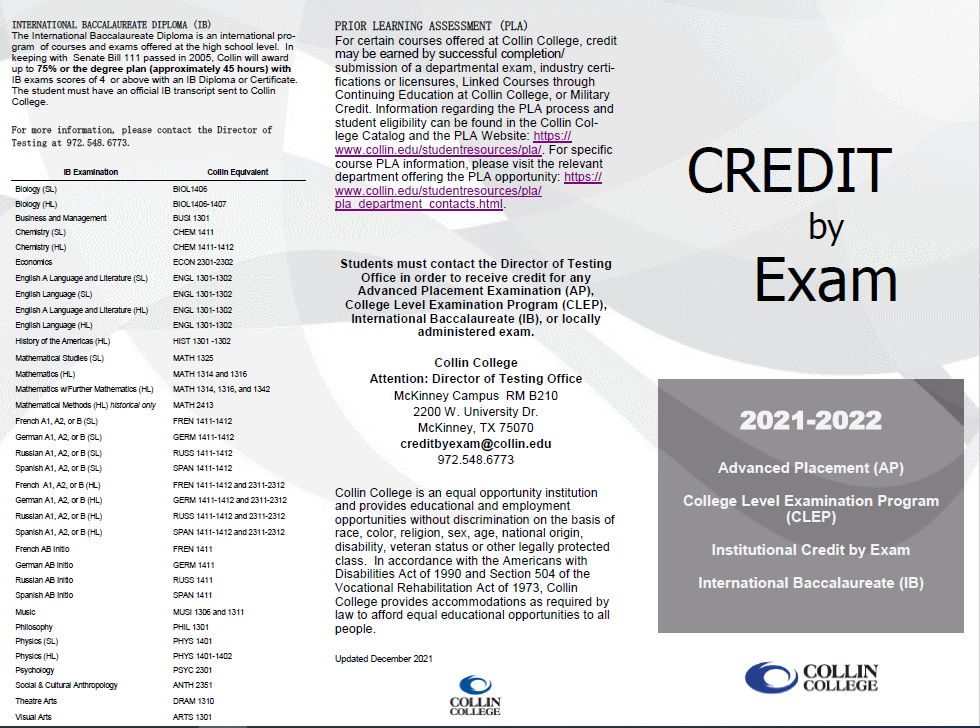 INTERNATIONAL BACCALAUREATE DIPLOMA (IB)
The International Baccalaureate Diploma is an international pro-
gram of courses and exams offered at the high school level. In
keeping with Senate Bill 111 passed in 2005, Collin will award
up to 75% or the degree plan (approximately 45 hours) with
IB exams scores of 4 or above with an IB Diploma or Certificate.
The student must have an official IB transcript sent to Collin
College.
For more information, please contact the Director of
Testing at 972.548.6773.
IB Examination Collin Equivalent
Biology (SL) BIOL1406
Biology (HL) BIOL1406-1407
Business and Management BUSI 1301
Chemistry (SL) CHEM 1411
Chemistry (HL) CHEM 1411-1412
Economics ECON 2301-2302
English A Language and Literature (SL) ENGL 1301-1302
English Language (SL) ENGL 1301-1302
English A Language and Literature (HL) ENGL 1301-1302
English Language (HL) ENGL 1301-1302
History of the Americas (HL) HIST 1301 -1302
Mathematical Studies (SL) MATH 1325
Mathematics (HL) MATH 1314 and 1316
Mathematics w/Further Mathematics (HL) MATH 1314, 1316, and 1342
Mathematical Methods (HL) historical only MATH 2413
French A1, A2, or B (SL) FREN 1411-1412
German A1, A2, or B (SL) GERM 1411-1412
Russian A1, A2, or B (SL) RUSS 1411-1412
Spanish A1, A2, or B (SL) SPAN 1411-1412
French A1, A2, or B (HL) FREN 1411-1412 and 2311-2312
German A1, A2, or B (HL) GERM 1411-1412 and 2311-2312
Russian A1, A2, or B (HL) RUSS 1411-1412 and 2311-2312
Spanish A1, A2, or B (HL) SPAN 1411-1412 and 2311-2312
French AB Initio FREN 1411
German AB Initio GERM 1411
Russian AB Initio RUSS 1411
Spanish AB Initio SPAN 1411
Music MUSI 1306 and 1311
Philosophy PHIL 1301
Physics (SL) PHYS 1401
Physics (HL) PHYS 1401-1402
Psychology PSYC 2301
Social & Cultural Anthropology ANTH 2351
Theatre Arts DRAM 1310
Visual Arts ARTS 1301
PRIOR LEARNING ASSESSMENT (PLA)
For certain courses offered at Collin College, credit
may be earned by successful completion/
submission of a departmental exam, industry certi-
fications or licensures, Linked Courses through
Continuing Education at Collin College, or Military
Credit. Information regarding the PLA process and
student eligibility can be found in the Collin Col-
lege Catalog and the PLA Website: https://
www.collin.edu/studentresources/pla/. For specific
course PLA information, please visit the relevant
department offering the PLA opportunity: https://
www.collin.edu/studentresources/pla/
pla_department_contacts.html.
Students must contact the Director of Testing
Office in order to receive credit for any
Advanced Placement Examination (AP),
College Level Examination Program (CLEP),
International Baccalaureate (IB), or locally
administered exam.
Collin College
Attention: Director of Testing Office
McKinney Campus RM B210
2200 W. University Dr.
McKinney, TX 75070
creditbyexam@collin.edu
972.548.6773
Collin College is an equal opportunity institution
and provides educational and employment
opportunities without discrimination on the basis of
race, color, religion, sex, age, national origin,
disability, veteran status or other legally protected
class. In accordance with the Americans with
Disabilities Act of 1990 and Section 504 of the
Vocational Rehabilitation Act of 1973, Collin
College provides accommodations as required by
law to afford equal educational opportunities to all
people.
Updated December 2021
COLLIN
COLLEGE
CREDIT
by
Exam
2021-2022
Advanced Placement (AP)
College Level Examination Program
(CLEP)
Institutional Credit by Exam
International Baccalaureate (IB)
COLLIN
COLLEGE